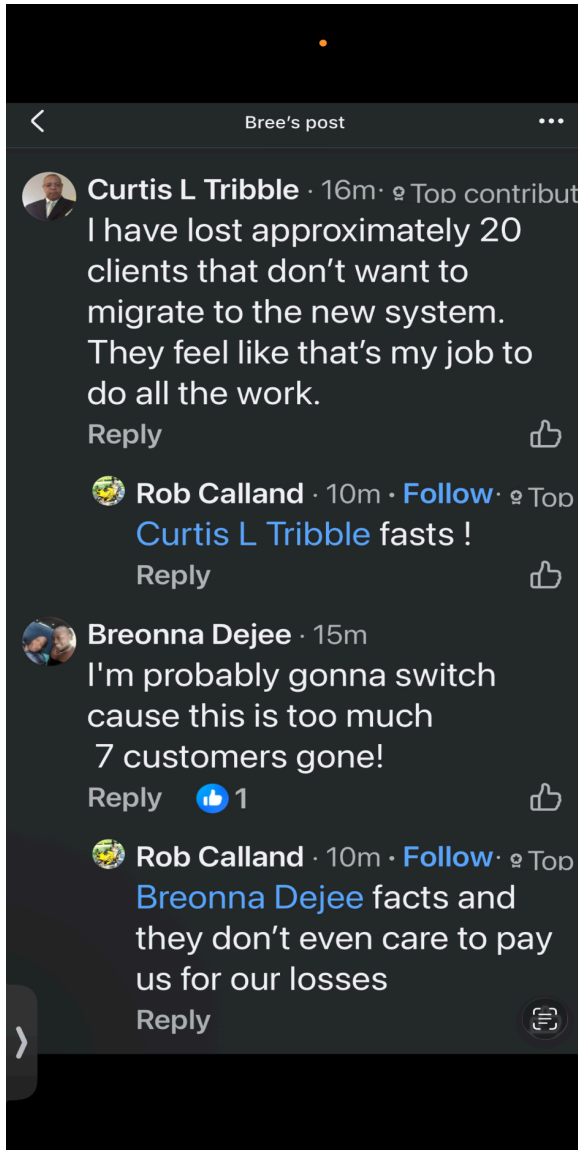 Bree's post
Curtis L Tribble · 16m · Top contribut
I have lost approximately 20
clients that don't want to
migrate to the new system.
They feel like that's my job to
do all the work.
Reply
Rob Calland · 10m · Follow · Top
Curtis L Tribble fasts !
Reply
Breonna Dejee · 15m
I'm probably gonna switch
cause this is too much
7 customers gone!
Reply 1
Rob Calland · 10m · Follow · Top
Breonna Dejee facts and
they don't even care to pay
us for our losses
Reply